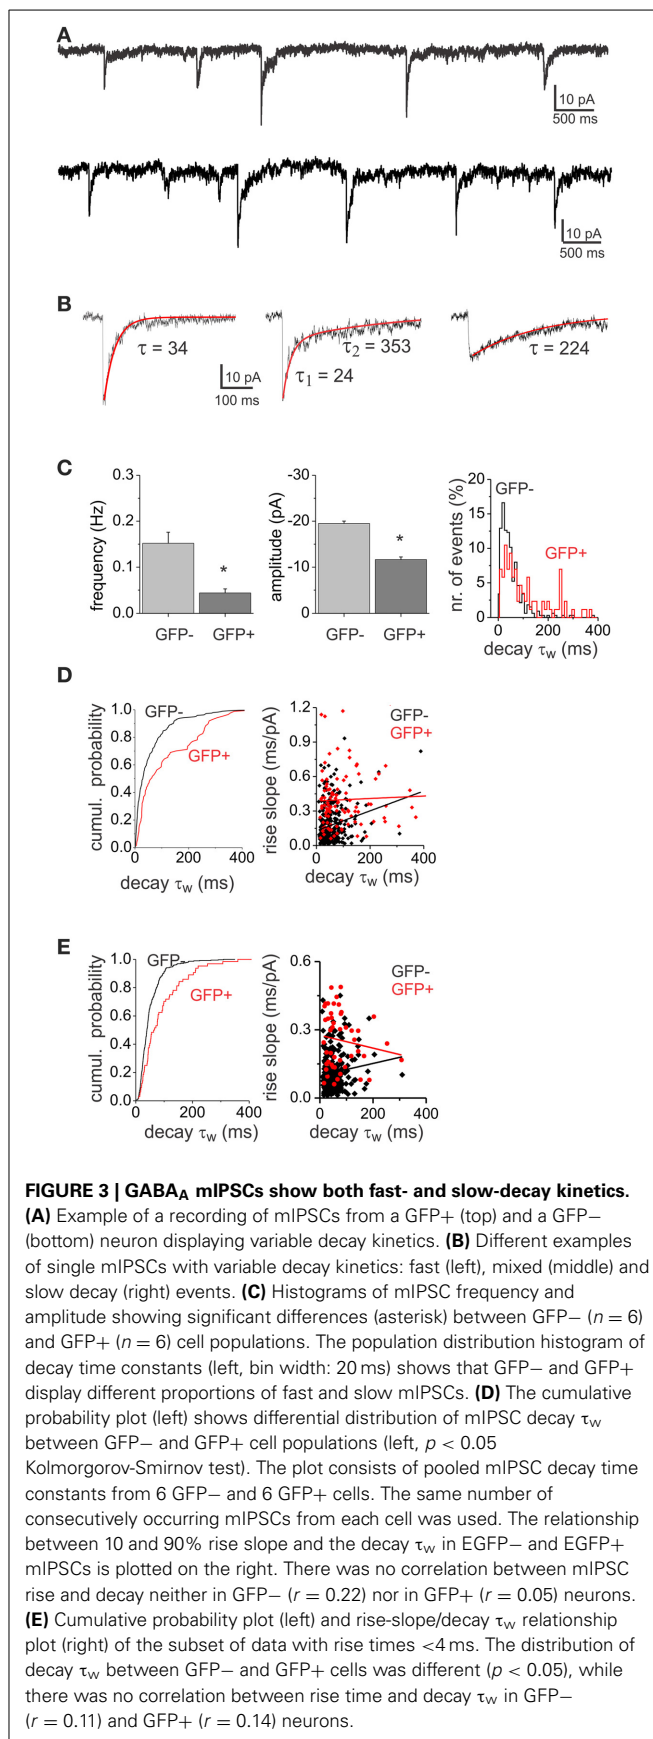 A
10 pA
500 ms
10 pA
500 ms
B
τ = 34
τ2 = 353
τ1 = 24
τ = 224
10 pA
100 ms
C
frequency (Hz)
0.3
0.2
0.1
0.0
*
GFP-
GFP+
amplitude (pA)
-30
-20
-10
0
*
GFP-
GFP+
nr. of events (%)
20
15
10
5
0
GFP-
GFP+
0
200
400
decay τw (ms)
D
cumul. probability
1.0
0.8
0.6
0.4
0.2
0.0
GFP-
GFP+
0
200
400
decay τw (ms)
rise slope (ms/pA)
1.2
0.9
0.6
0.3
0.0
GFP-
GFP+
0
200
400
decay τw (ms)
E
cumul. probability
1.0
0.8
0.6
0.4
0.2
0.0
GFP-
GFP+
0
200
400
decay τw (ms)
rise slope (ms/pA)
0.6
0.3
0.0
GFP-
GFP+
0
200
400
decay τw (ms)
FIGURE 3 | GABAA mIPSCs show both fast- and slow-decay kinetics.
(A) Example of a recording of mIPSCs from a GFP+ (top) and a GFP−
(bottom) neuron displaying variable decay kinetics. (B) Different examples
of single mIPSCs with variable decay kinetics: fast (left), mixed (middle) and
slow decay (right) events. (C) Histograms of mIPSC frequency and
amplitude showing significant differences (asterisk) between GFP− (n = 6)
and GFP+ (n = 6) cell populations. The population distribution histogram of
decay time constants (left, bin width: 20 ms) shows that GFP− and GFP+
display different proportions of fast and slow mIPSCs. (D) The cumulative
probability plot (left) shows differential distribution of mIPSC decay τw
between GFP− and GFP+ cell populations (left, p < 0.05
Kolmorgorov-Smirnov test). The plot consists of pooled mIPSC decay time
constants from 6 GFP− and 6 GFP+ cells. The same number of
consecutively occurring mIPSCs from each cell was used. The relationship
between 10 and 90% rise slope and the decay τw in EGFP− and EGFP+
mIPSCs is plotted on the right. There was no correlation between mIPSC
rise and decay neither in GFP− (r = 0.22) nor in GFP+ (r = 0.05) neurons.
(E) Cumulative probability plot (left) and rise-slope/decay τw relationship
plot (right) of the subset of data with rise times <4 ms. The distribution of
decay τw between GFP− and GFP+ cells was different (p < 0.05), while
there was no correlation between rise time and decay τw in GFP−
(r = 0.11) and GFP+ (r = 0.14) neurons.